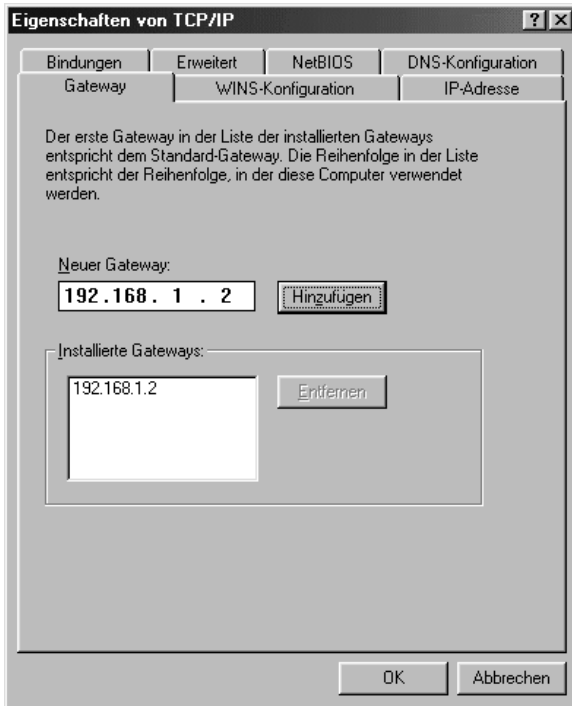 Eigenschaften von TCP/IP
Bindungen Erweitert NetBIOS DNS-Konfiguration
Gateway WINS-Konfiguration IP-Adresse
Der erste Gateway in der Liste der installierten Gateways
entspricht dem Standard-Gateway. Die Reihenfolge in der Liste
entspricht der Reihenfolge, in der diese Computer verwendet
werden.
Neuer Gateway:
192.168. 1 . 2 Hinzufügen
Installierte Gateways:
192.168.1.2 Entfernen
OK Abbrechen